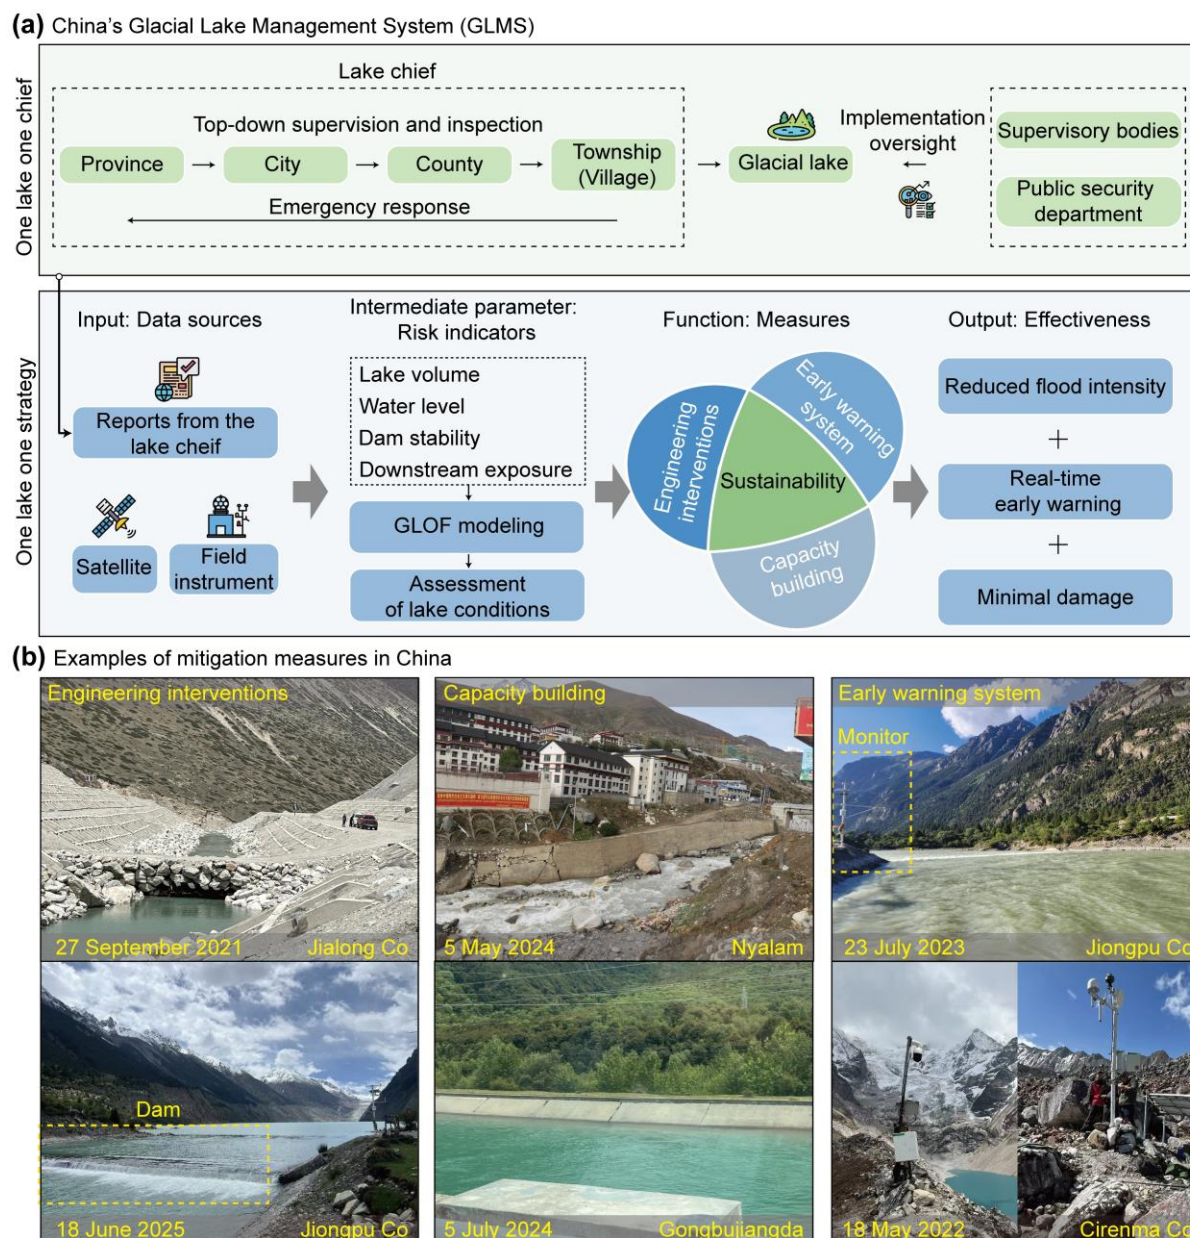 (a) China's Glacial Lake Management System (GLMS)
One lake one chief
Lake chief
Top-down supervision and inspection
Province
City
County
Township
(Village)
Emergency response
Glacial lake
Implementation
oversight
Supervisory bodies
Public security
department
One lake one strategy
Input: Data sources
Reports from the
lake cheif
Satellite
Field
instrument
Intermediate parameter:
Risk indicators
Lake volume
Water level
Dam stability
Downstream exposure
GLOF modeling
Assessment
of lake conditions
Function: Measures
Engineering
interventions
Early warning
system
Sustainability
Capacity
building
Output: Effectiveness
Reduced flood intensity
+
Real-time
early warning
+
Minimal damage
(b) Examples of mitigation measures in China
Engineering interventions
27 September 2021 Jialong Co
Capacity building
5 May 2024 Nyalam
Early warning system
Monitor
23 July 2023 Jiongpu Co
Dam
18 June 2025 Jiongpu Co
5 July 2024 Gongbujiangda
18 May 2022 Cirenma Co